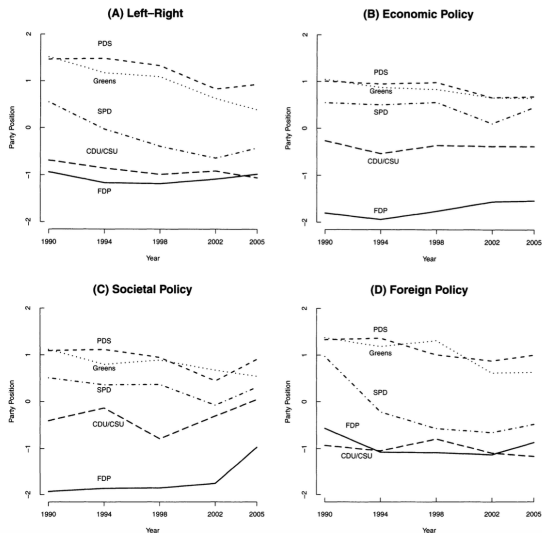 (A) Left–Right
Party Position
2
1
0
-1
-2
PDS
Greens
SPD
CDU/CSU
FDP
1990 1994 1998 2002 2005
Year
(B) Economic Policy
Party Position
2
1
0
-1
-2
PDS
Greens
SPD
CDU/CSU
FDP
1990 1994 1998 2002 2005
Year
(C) Societal Policy
Party Position
2
1
0
-1
-2
PDS
Greens
SPD
CDU/CSU
FDP
1990 1994 1998 2002 2005
Year
(D) Foreign Policy
Party Position
2
1
0
-1
-2
PDS
Greens
SPD
FDP
CDU/CSU
1990 1994 1998 2002 2005
Year